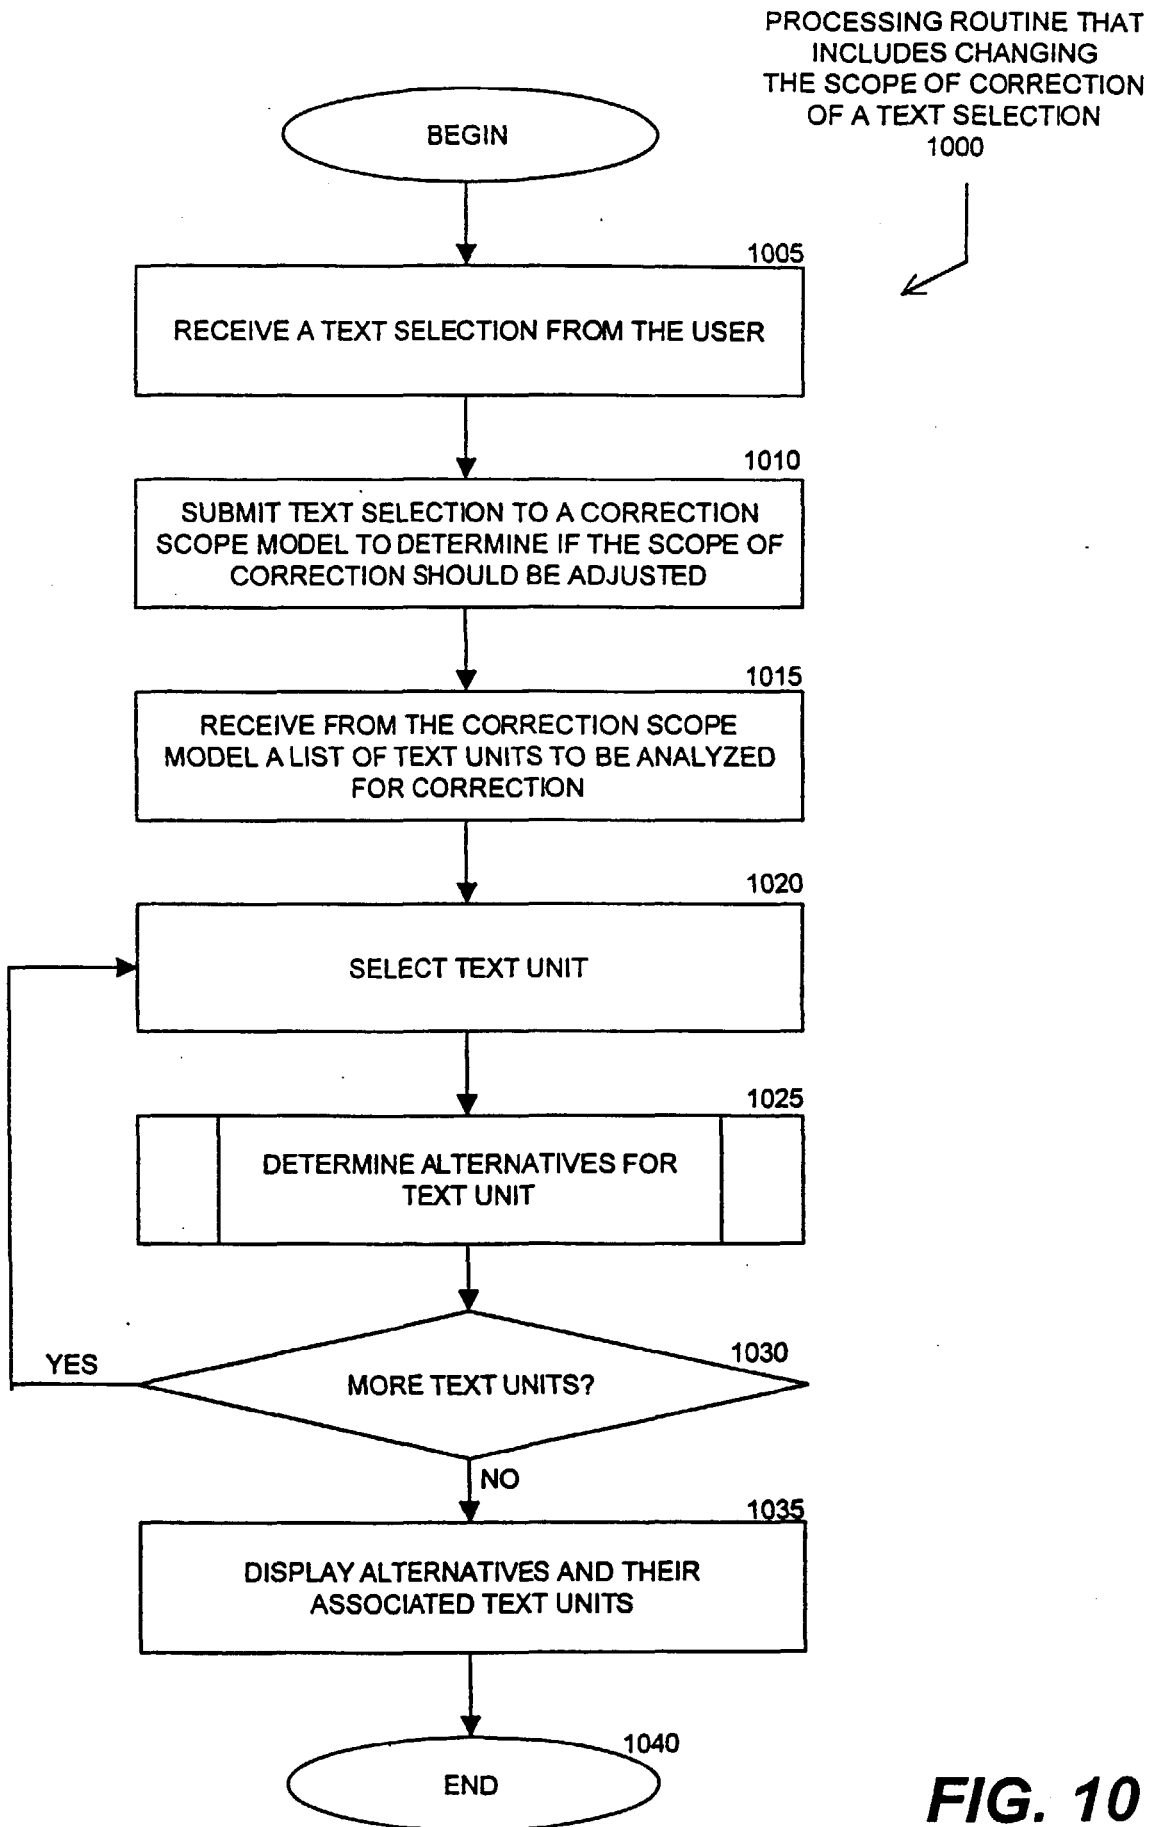 PROCESSING ROUTINE THAT
INCLUDES CHANGING
THE SCOPE OF CORRECTION
OF A TEXT SELECTION
1000
BEGIN
1005
RECEIVE A TEXT SELECTION FROM THE USER
1010
SUBMIT TEXT SELECTION TO A CORRECTION
SCOPE MODEL TO DETERMINE IF THE SCOPE OF
CORRECTION SHOULD BE ADJUSTED
1015
RECEIVE FROM THE CORRECTION SCOPE
MODEL A LIST OF TEXT UNITS TO BE ANALYZED
FOR CORRECTION
1020
SELECT TEXT UNIT
1025
DETERMINE ALTERNATIVES FOR
TEXT UNIT
1030
YES
MORE TEXT UNITS?
NO
1035
DISPLAY ALTERNATIVES AND THEIR
ASSOCIATED TEXT UNITS
1040
END
FIG. 10